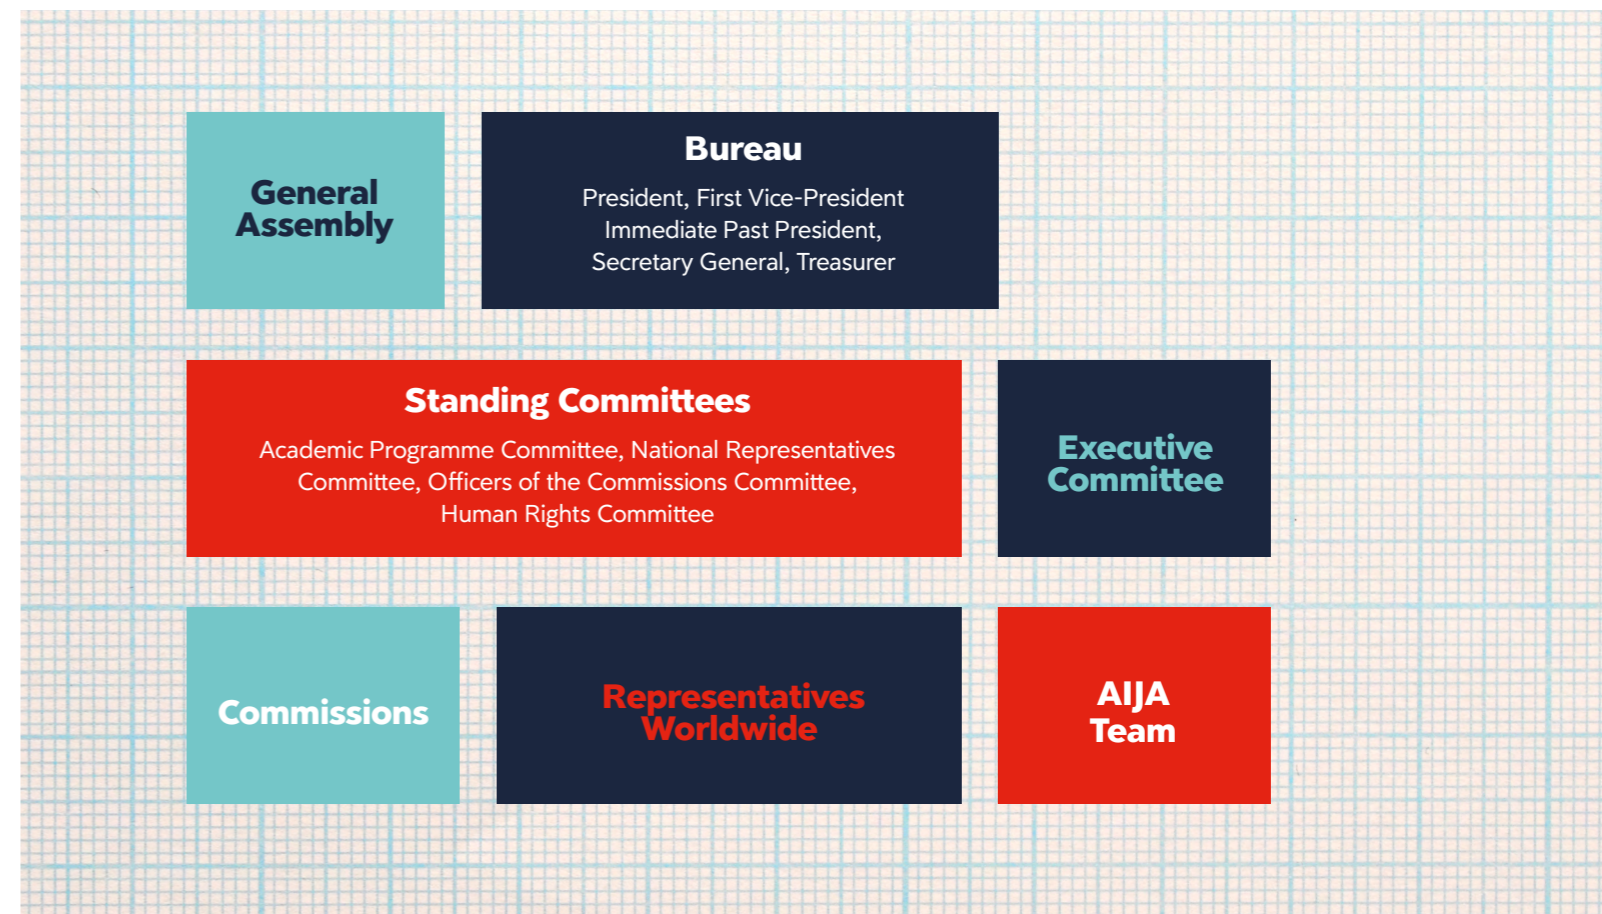 General
Assembly
Bureau
President, First Vice-President
Immediate Past President,
Secretary General, Treasurer
Standing Committees
Academic Programme Committee, National Representatives
Committee, Officers of the Commissions Committee,
Human Rights Committee
Executive
Committee
Commissions
Representatives
Worldwide
AIJA
Team